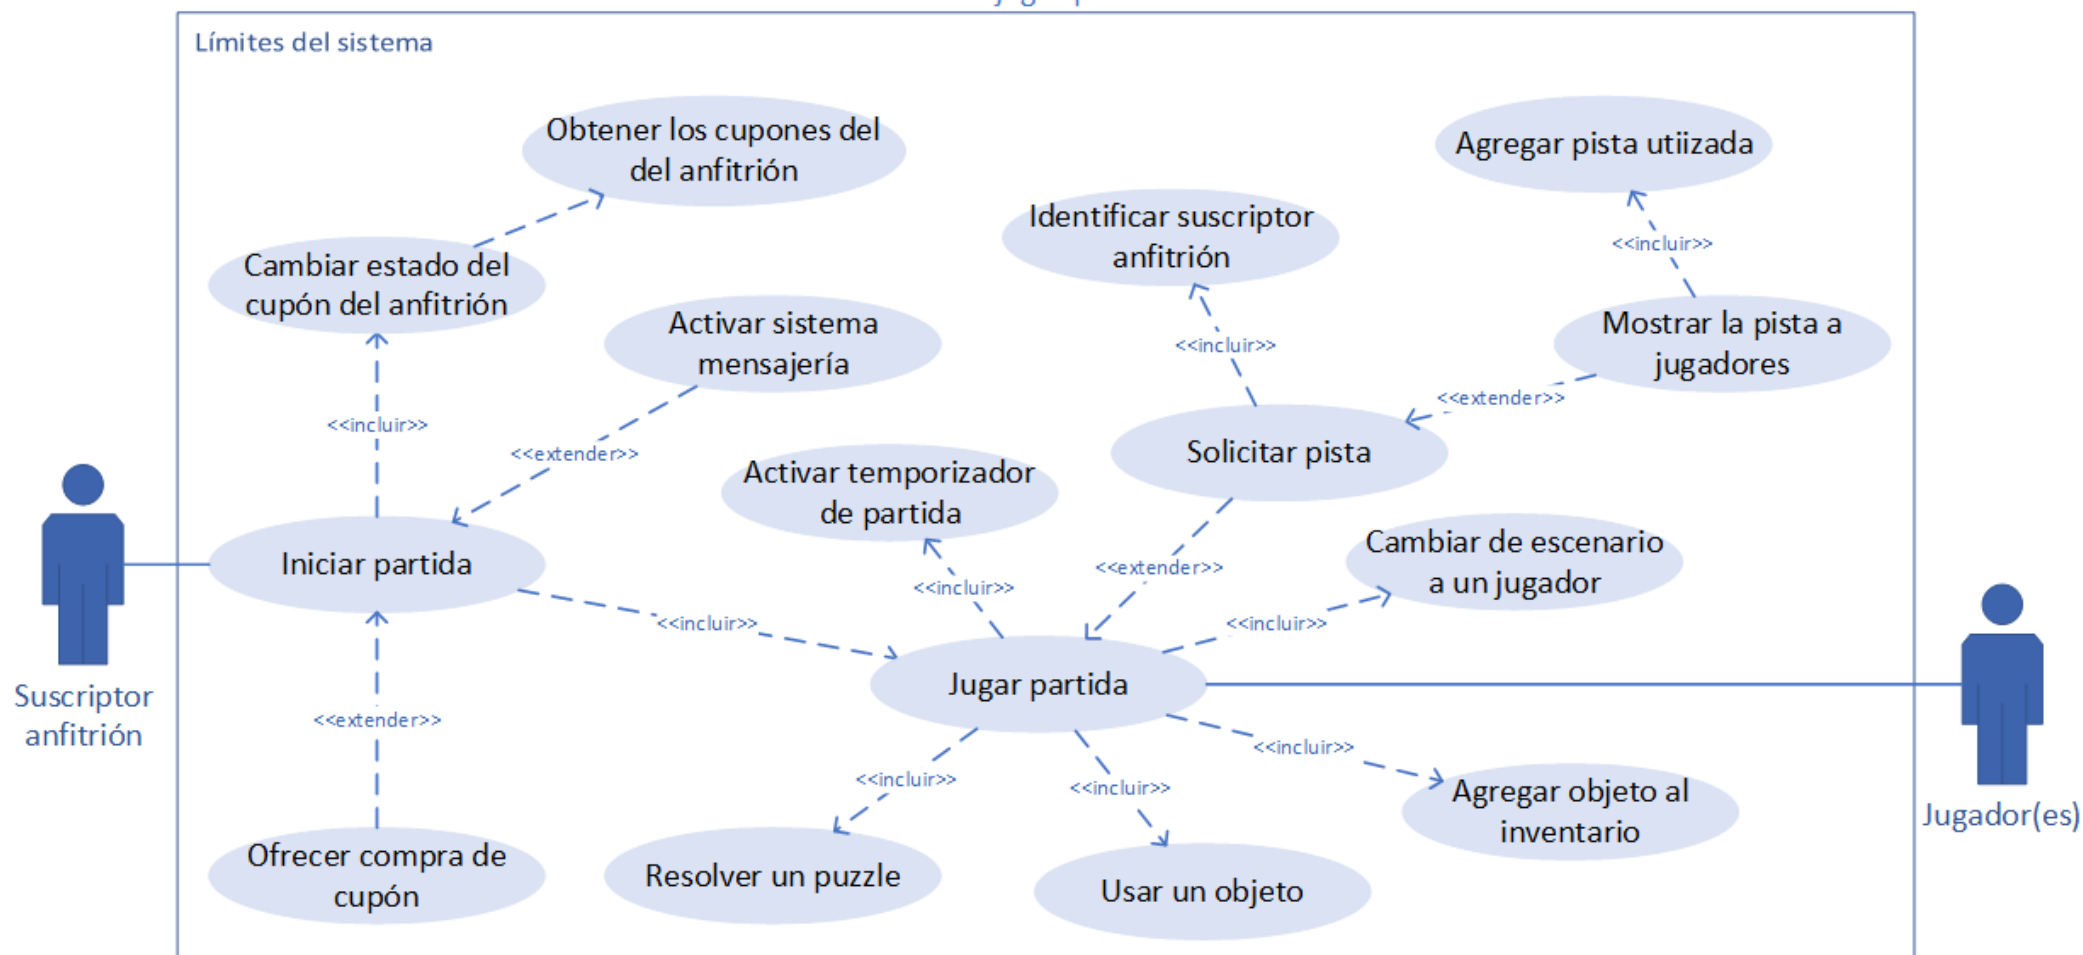 Límites del sistema
Obtener los cupones del
del anfitrión
Agregar pista utiizada
Identificar suscriptor
anfitrión
<<incluir>>
Cambiar estado del
cupón del anfitrión
Activar sistema
mensajería
<<incluir>>
Mostrar la pista a
jugadores
<<extender>>
<<incluir>>
<<extender>>
Solicitar pista
Activar temporizador
de partida
Iniciar partida
<<extender>>
Cambiar de escenario
a un jugador
<<incluir>>
<<incluir>>
<<incluir>>
Jugar partida
Suscriptor
anfitrión
<<extender>>
<<incluir>>
<<incluir>>
<<incluir>>
Agregar objeto al
inventario
Jugador(es)
Ofrecer compra de
cupón
Resolver un puzzle
Usar un objeto